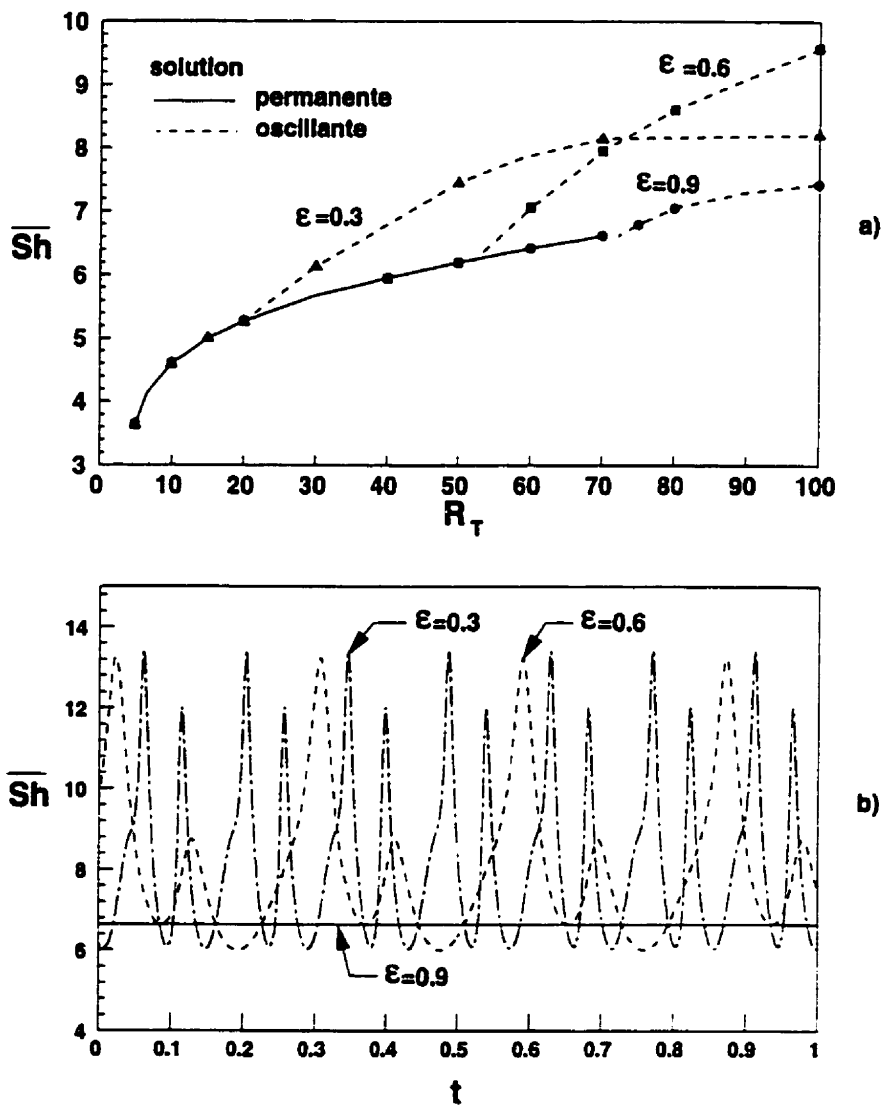 10
9
8
7
6
5
4
3
Sh
solution
permanente
oscillante
ε=0.6
ε=0.3
ε=0.9
a)
0 10 20 30 40 50 60 70 80 90 100
R_T
14
12
10
8
6
4
Sh
ε=0.3
ε=0.6
ε=0.9
b)
0 0.1 0.2 0.3 0.4 0.5 0.6 0.7 0.8 0.9 1
t